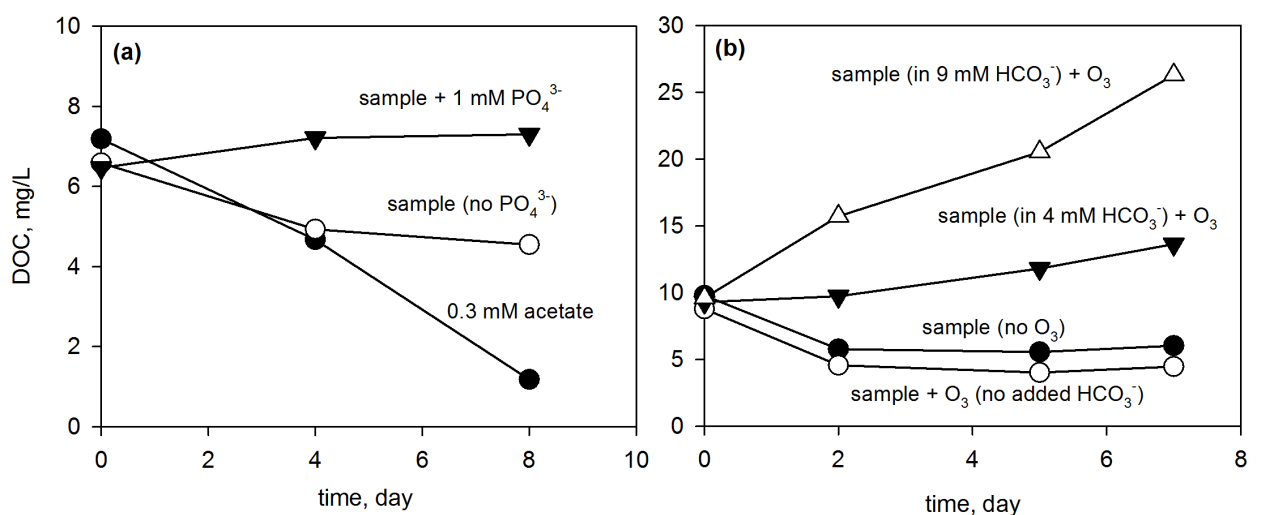 (a)
10
8
6
4
2
0
DOC, mg/L
sample + 1 mM PO₄³⁻
sample (no PO₄³⁻)
0.3 mM acetate
0 2 4 6 8 10
time, day
(b)
30
25
20
15
10
5
0
sample (in 9 mM HCO₃⁻) + O₃
sample (in 4 mM HCO₃⁻) + O₃
sample (no O₃)
sample + O₃ (no added HCO₃⁻)
0 2 4 6 8
time, day